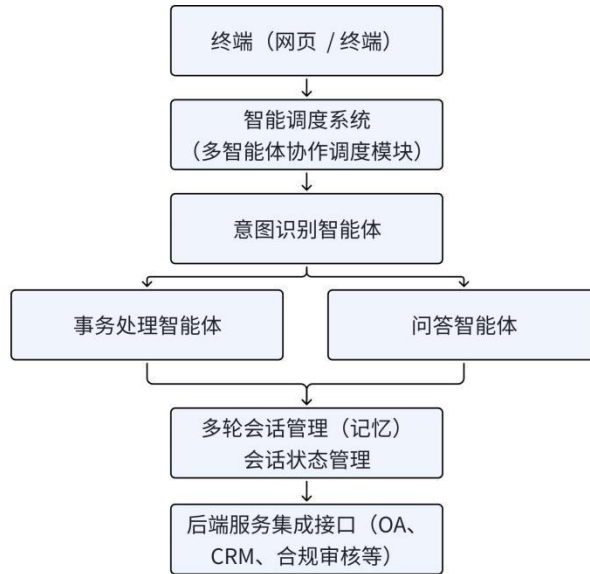 终端（网页 / 终端）
智能调度系统
（多智能体协作调度模块）
意图识别智能体
事务处理智能体
问答智能体
多轮会话管理（记忆）
会话状态管理
后端服务集成接口（OA、
CRM、合规审核等）